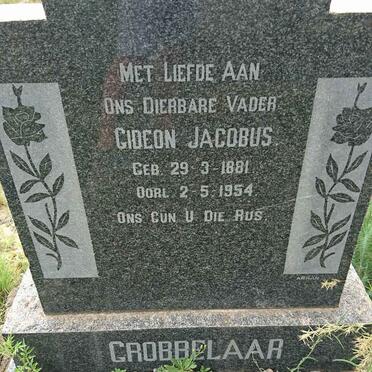 MET LIEFDE AAN
ONS DIERBARE VADER
GIDEON JACOBUS
GEB. 29-3-1881
OORL. 2-5-1954
ONS GUN U DIE RUS.
GROBBELAAR